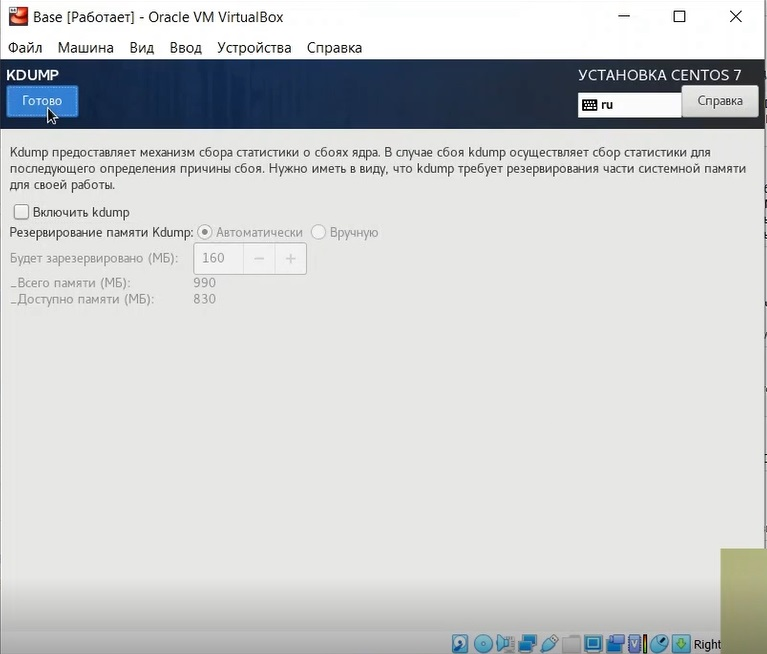 Base [Работает] - Oracle VM VirtualBox
Файл Машина Вид Ввод Устройства Справка
KDUMP
УСТАНОВКА CENTOS 7
Готово
ru
Справка
Kdump предоставляет механизм сбора статистики о сбоях ядра. В случае сбоя kdump осуществляет сбор статистики для
последующего определения причины сбоя. Нужно иметь в виду, что kdump требует резервирования части системной памяти
для своей работы.
Включить kdump
Резервирование памяти Kdump: Автоматически Вручную
Будет зарезервировано (МБ): 160 − +
_Всего памяти (МБ): 990
_Доступно памяти (МБ): 830
Right